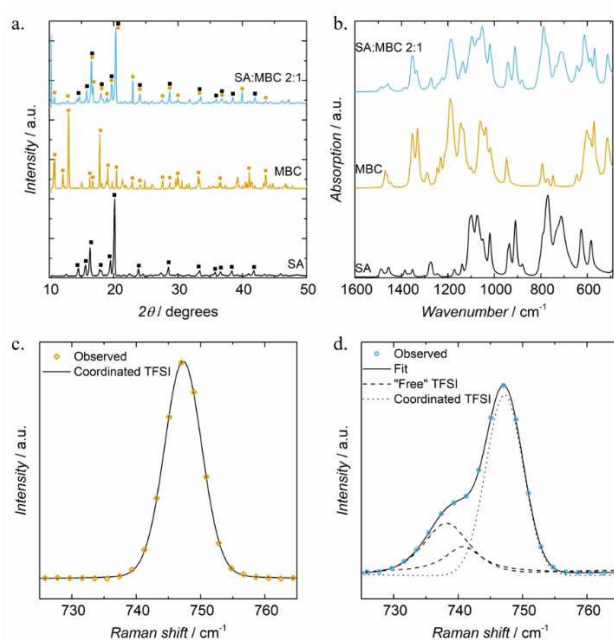 a.
SA:MBC 2:1
MBC
SA
Intensity / a.u.
10 20 30 40 50
2θ / degrees
b.
SA:MBC 2:1
MBC
SA
Absorption / a.u.
1600 1400 1200 1000 800 600
Wavenumber / cm⁻¹
c.
Observed
Coordinated TFSI
Intensity / a.u.
730 740 750 760
Raman shift / cm⁻¹
d.
Observed
Fit
"Free" TFSI
Coordinated TFSI
Intensity / a.u.
730 740 750 760
Raman shift / cm⁻¹